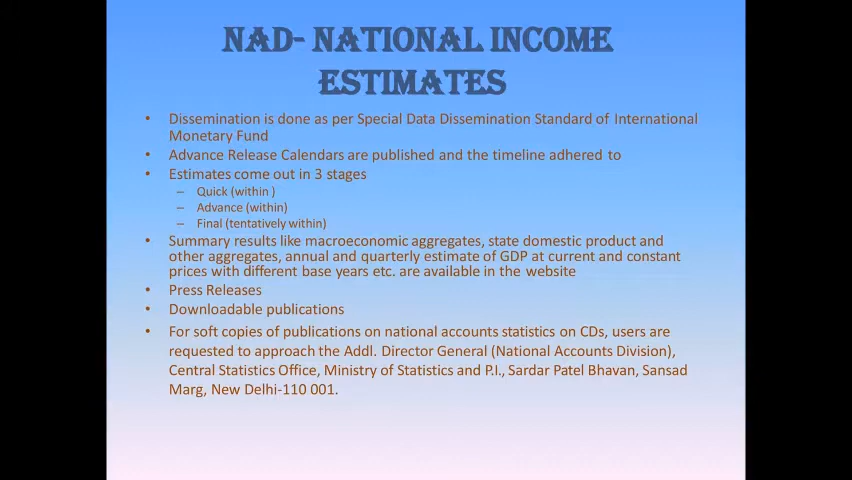 NAD- NATIONAL INCOME
ESTIMATES
• Dissemination is done as per Special Data Dissemination Standard of International
Monetary Fund
• Advance Release Calendars are published and the timeline adhered to
• Estimates come out in 3 stages
– Quick (within )
– Advance (within)
– Final (tentatively within)
• Summary results like macroeconomic aggregates, state domestic product and
other aggregates, annual and quarterly estimate of GDP at current and constant
prices with different base years etc. are available in the website
• Press Releases
• Downloadable publications
• For soft copies of publications on national accounts statistics on CDs, users are
requested to approach the Addl. Director General (National Accounts Division),
Central Statistics Office, Ministry of Statistics and P.I., Sardar Patel Bhavan, Sansad
Marg, New Delhi-110 001.